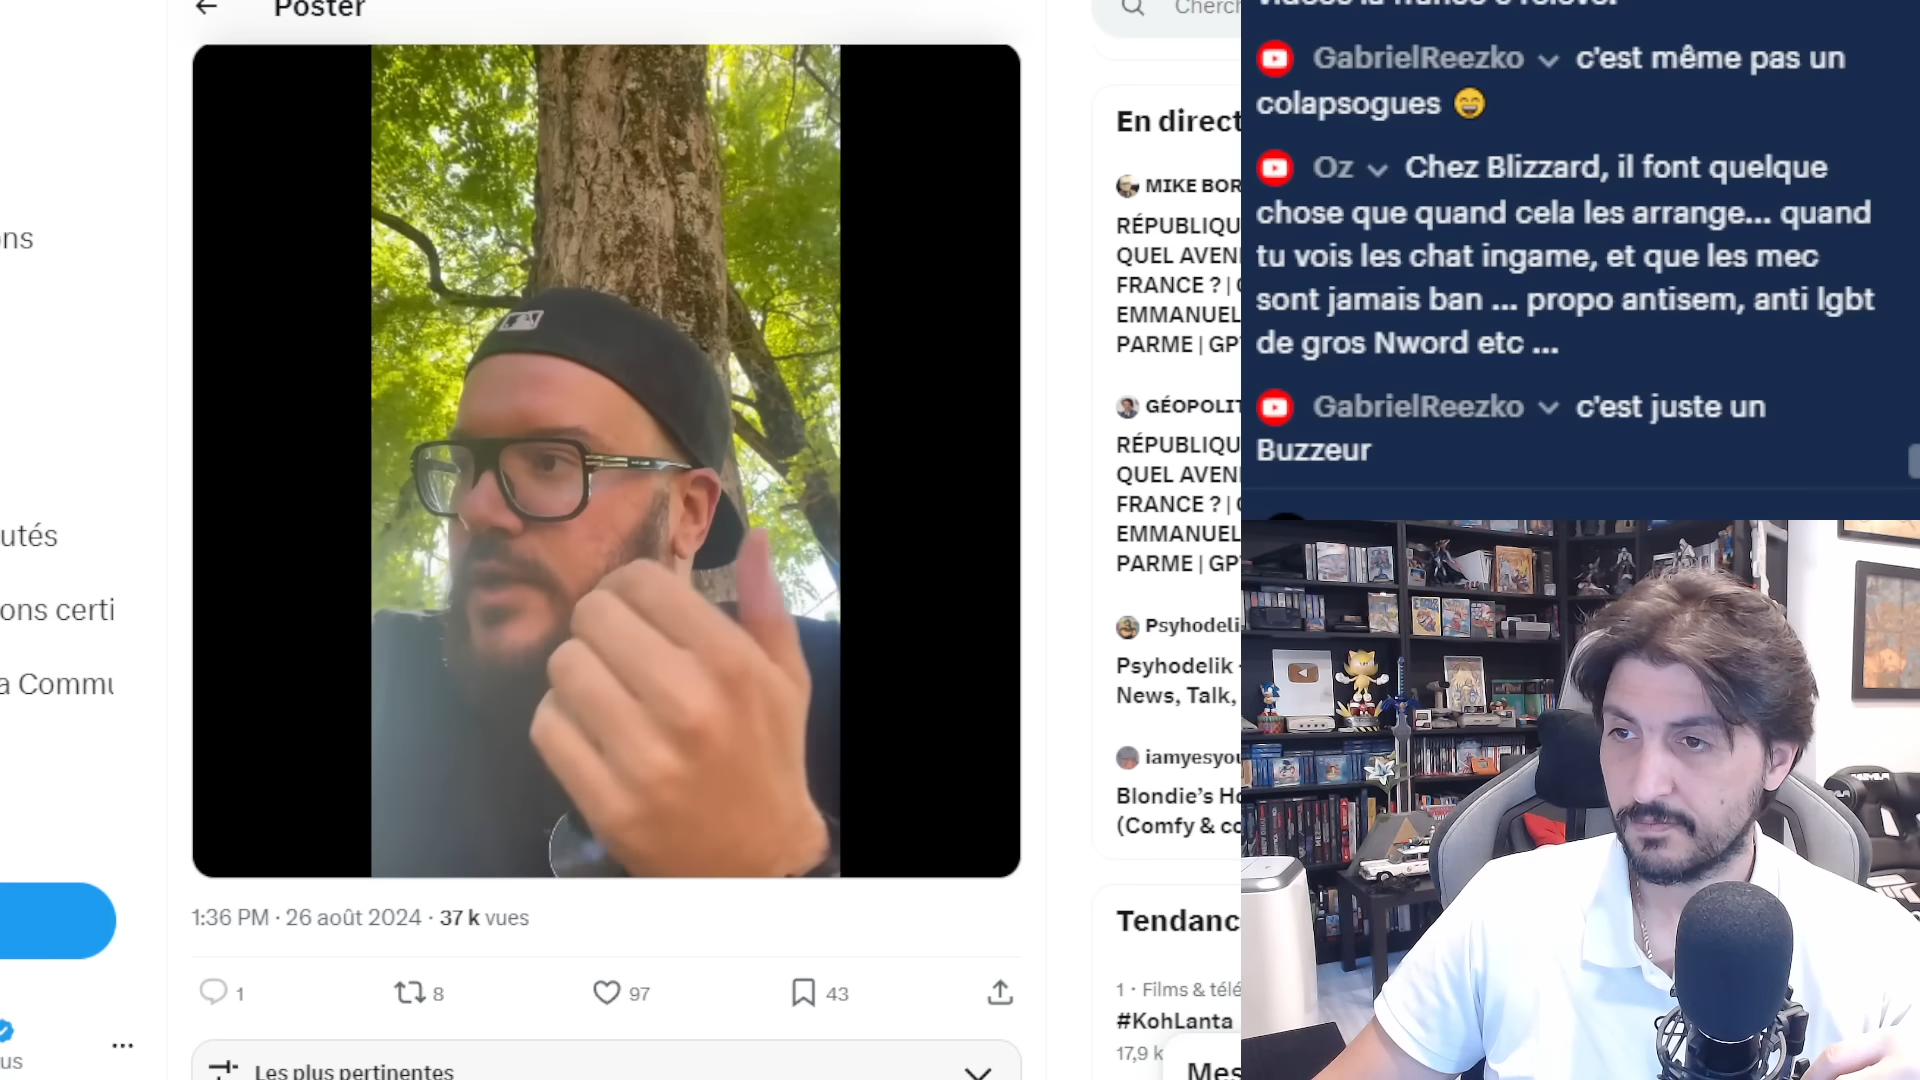 Poster
ons
utés
ons certi
a Commu
us
1:36 PM · 26 août 2024 · 37 k vues
1
8
97
43
Les plus pertinentes
Cherch
En direct
MIKE BOR
RÉPUBLIQU
QUEL AVENI
FRANCE ? | 
EMMANUEL
PARME | GP
GÉOPOLIT
RÉPUBLIQU
QUEL AVENI
FRANCE ? | 
EMMANUEL
PARME | GP
Psyhodeli
Psyhodelik
News, Talk,
iamyesyou
Blondie's Ho
(Comfy & co
Tendanc
1 · Films & télé
#KohLanta
17,9 k
Mes
GabrielReezko c'est même pas un
colapsogues 😄
Oz Chez Blizzard, il font quelque
chose que quand cela les arrange... quand
tu vois les chat ingame, et que les mec
sont jamais ban ... propo antisem, anti lgbt
de gros Nword etc ...
GabrielReezko c'est juste un
Buzzeur